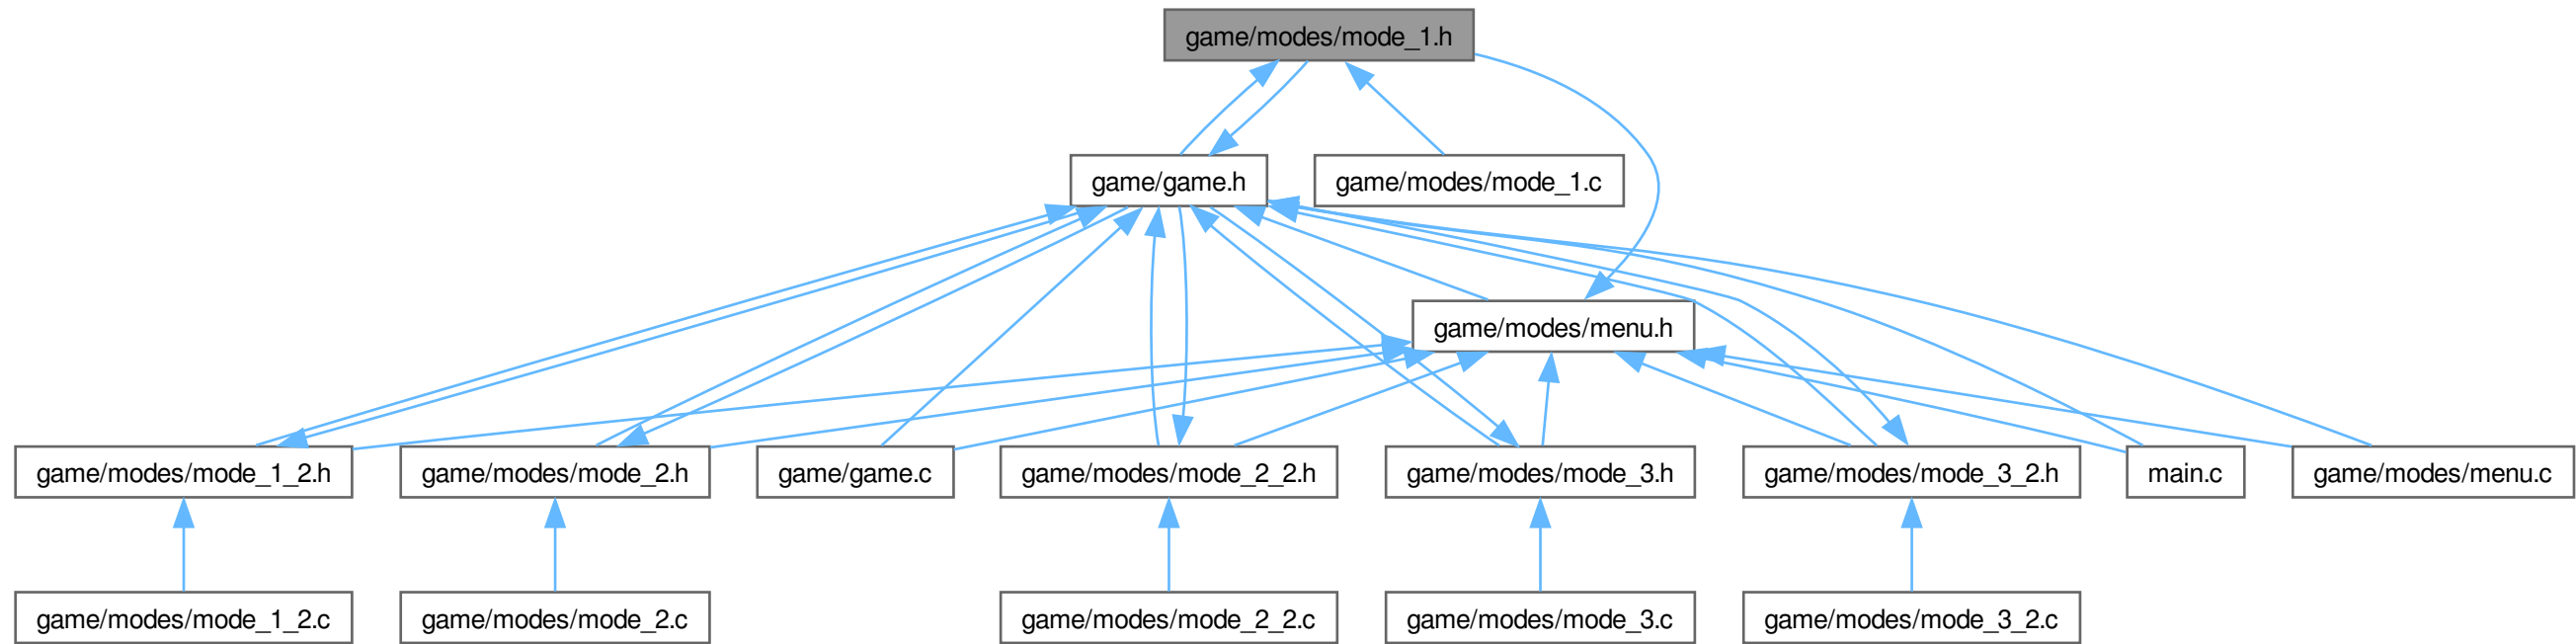 game/modes/mode_1.h
game/game.h
game/modes/mode_1.c
game/modes/menu.h
game/modes/mode_1_2.h
game/modes/mode_2.h
game/game.c
game/modes/mode_2_2.h
game/modes/mode_3.h
game/modes/mode_3_2.h
main.c
game/modes/menu.c
game/modes/mode_1_2.c
game/modes/mode_2.c
game/modes/mode_2_2.c
game/modes/mode_3.c
game/modes/mode_3_2.c